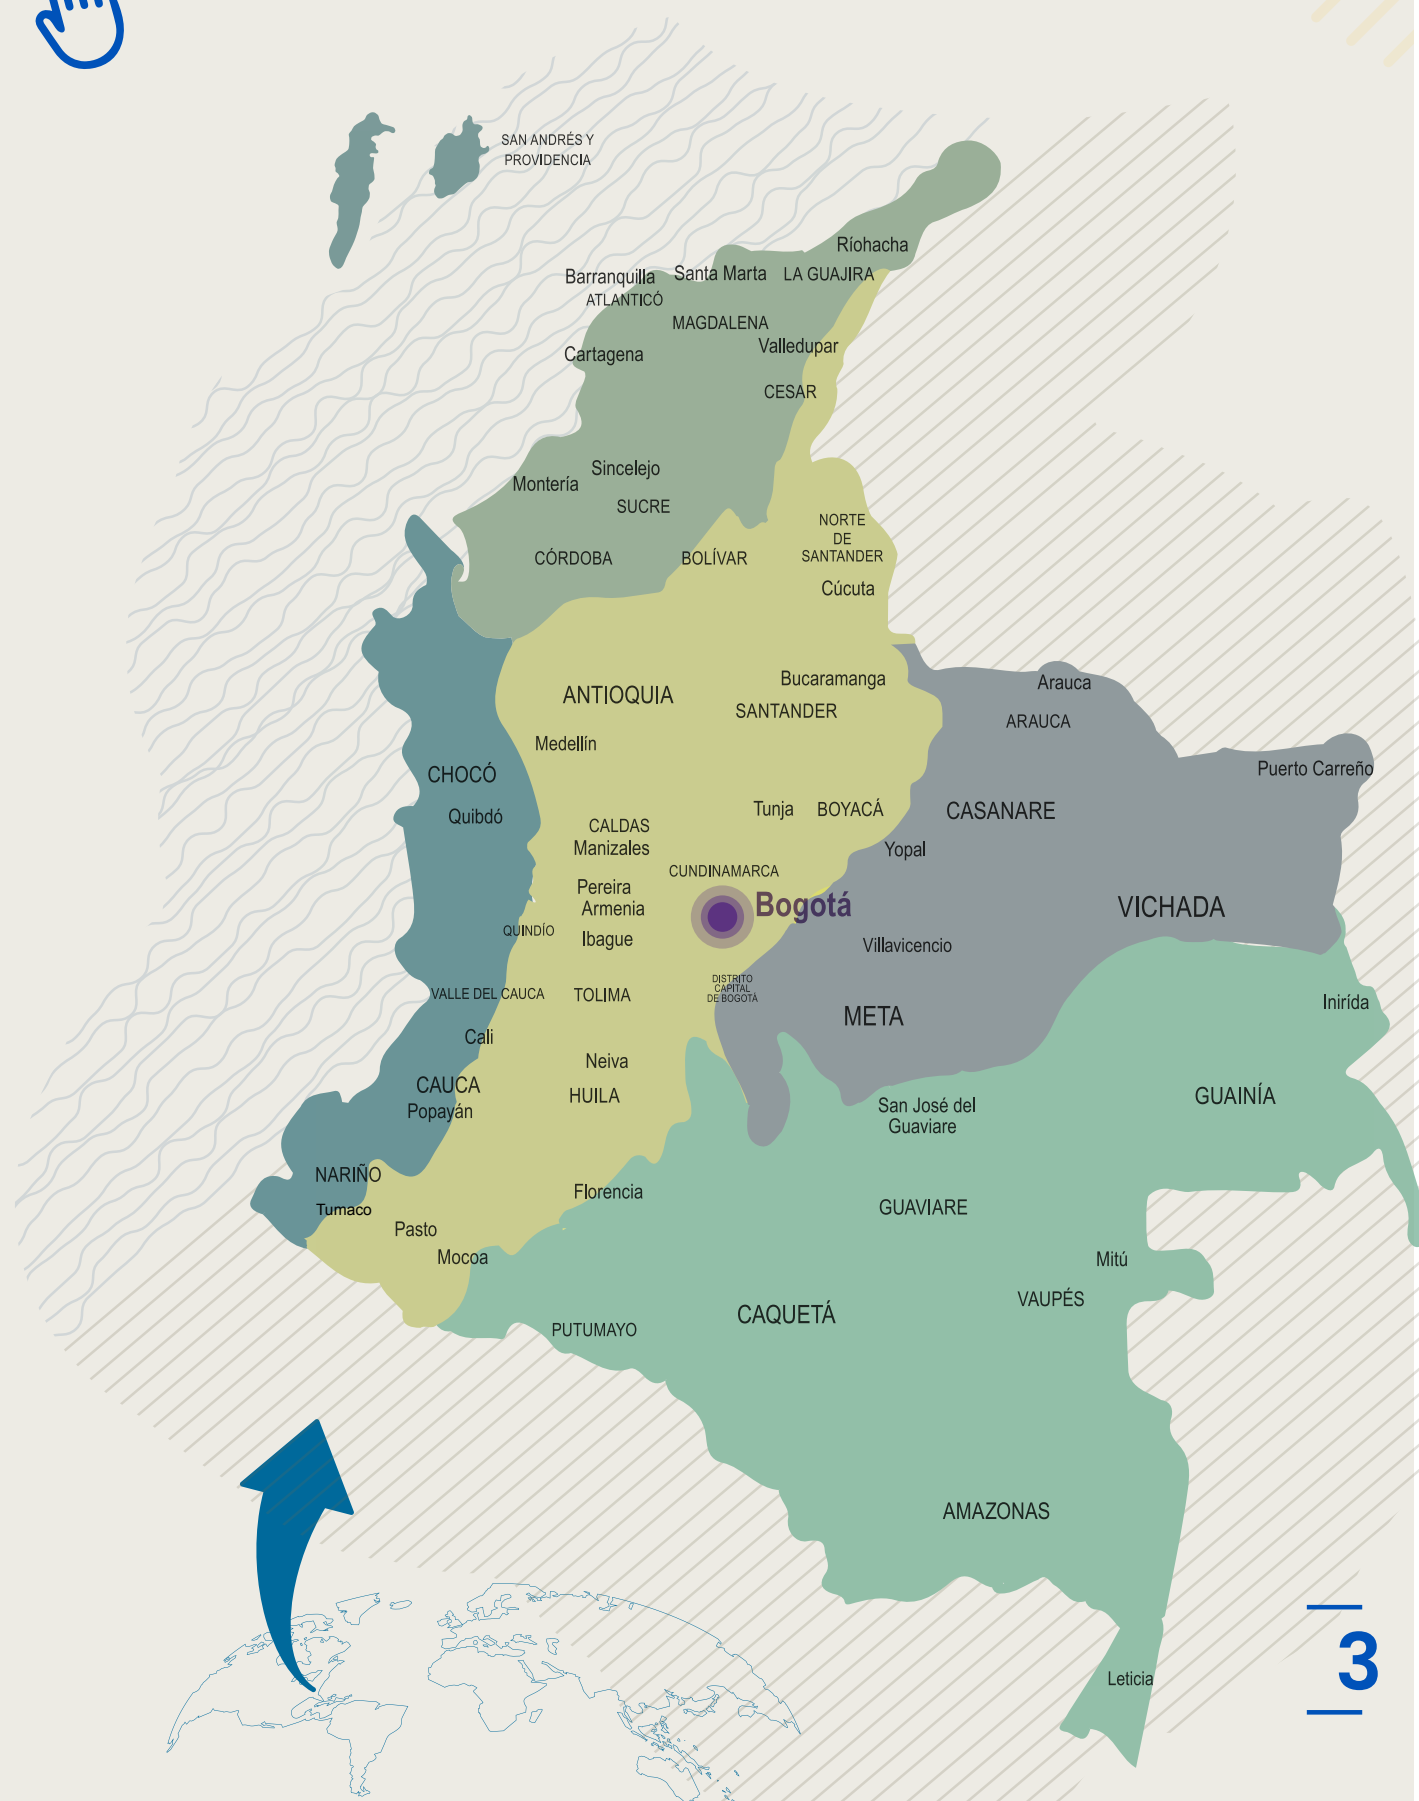 SAN ANDRÉS Y
PROVIDENCIA
Ríohacha
Barranquilla
Santa Marta
LA GUAJIRA
ATLANTICÓ
MAGDALENA
Valledupar
Cartagena
CESAR
Sincelejo
Montería
SUCRE
NORTE
DE
SANTANDER
CÓRDOBA
BOLÍVAR
Cúcuta
Bucaramanga
Arauca
ANTIOQUIA
SANTANDER
ARAUCA
Medellín
CHOCÓ
Puerto Carreño
Quibdó
Tunja
BOYACÁ
CASANARE
CALDAS
Manizales
Yopal
CUNDINAMARCA
Pereira
Armenia
Bogotá
VICHADA
QUINDÍO
Ibague
Villavicencio
DISTRITO
CAPITAL
DE BOGOTÁ
VALLE DEL CAUCA
TOLIMA
Inirída
META
Cali
Neiva
CAUCA
HUILA
GUAINÍA
Popayán
San José del
Guaviare
NARIÑO
Florencia
Tumaco
GUAVIARE
Pasto
Mocoa
Mitú
VAUPÉS
CAQUETÁ
PUTUMAYO
AMAZONAS
3
Leticia